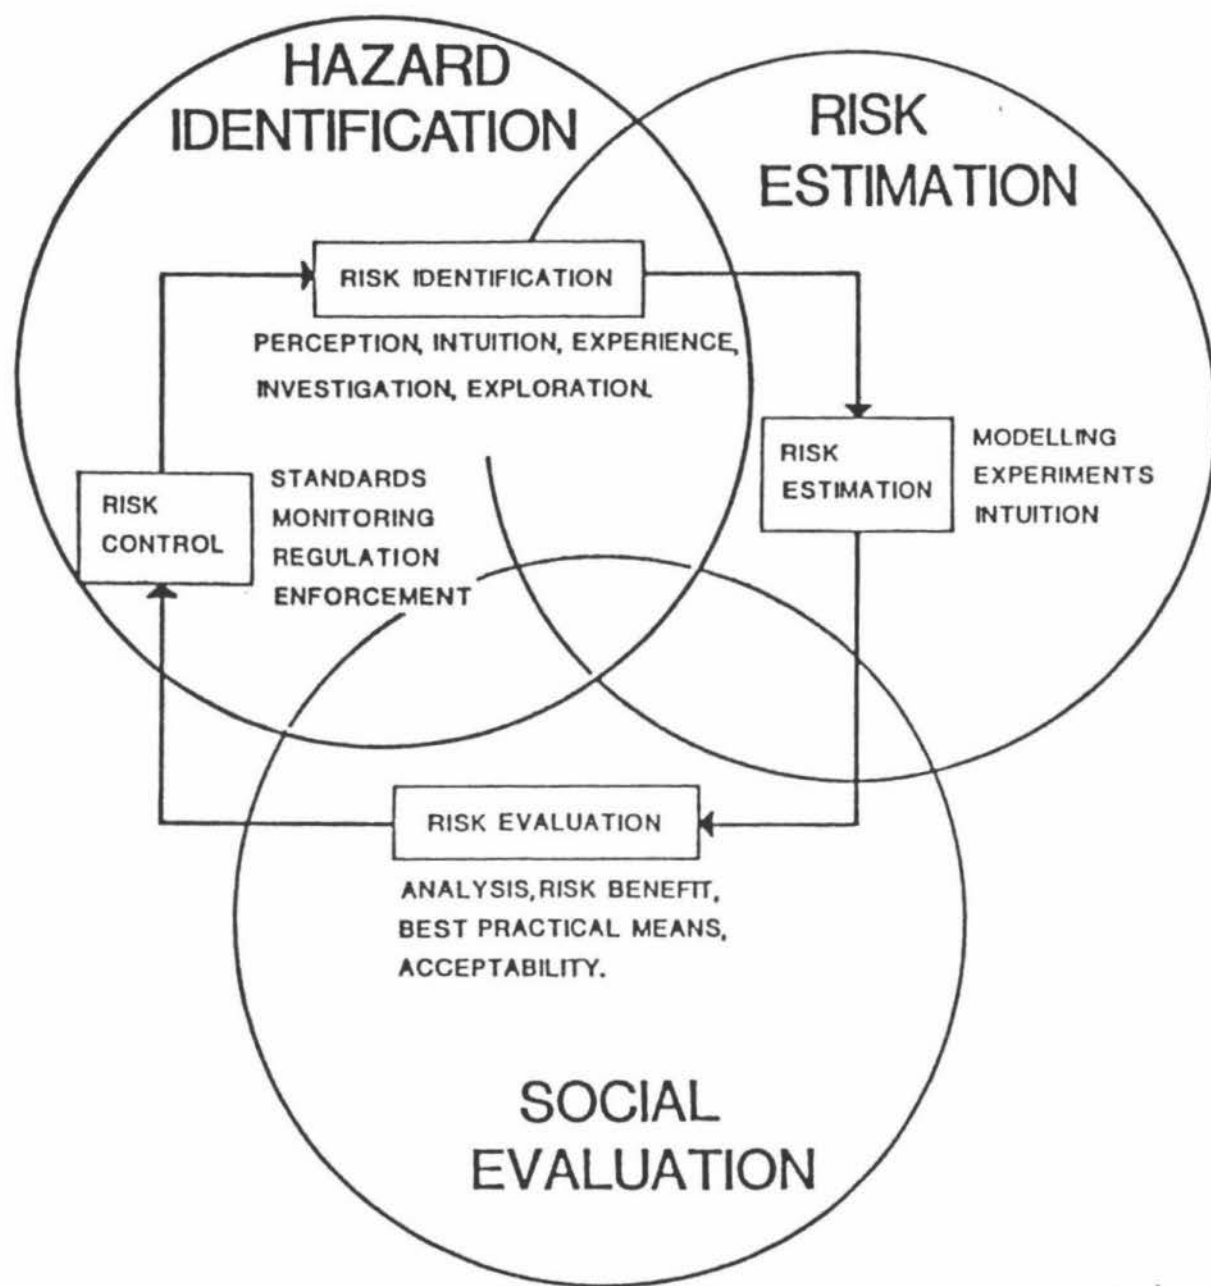 HAZARD
IDENTIFICATION
RISK
ESTIMATION
RISK IDENTIFICATION
PERCEPTION, INTUITION, EXPERIENCE,
INVESTIGATION, EXPLORATION.
RISK
ESTIMATION
MODELLING
EXPERIMENTS
INTUITION
RISK
CONTROL
STANDARDS
MONITORING
REGULATION
ENFORCEMENT
RISK EVALUATION
ANALYSIS, RISK BENEFIT,
BEST PRACTICAL MEANS,
ACCEPTABILITY.
SOCIAL
EVALUATION